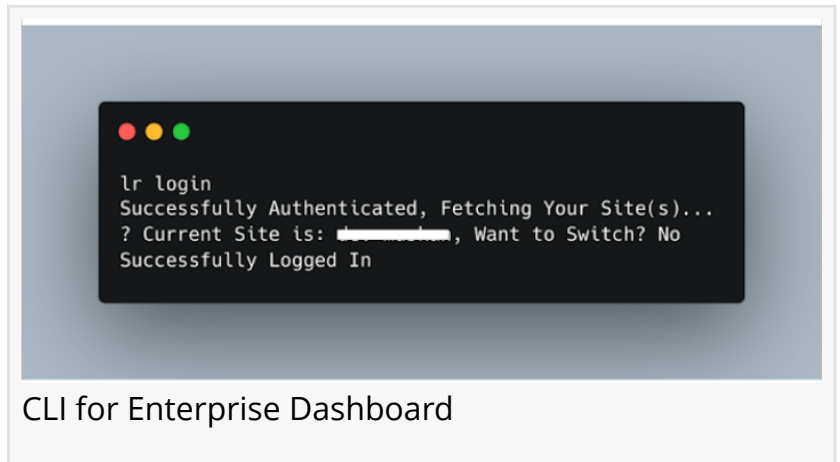 lr login
Successfully Authenticated, Fetching Your Site(s)...
? Current Site is: , Want to Switch? No
Successfully Logged In
CLI for Enterprise Dashboard